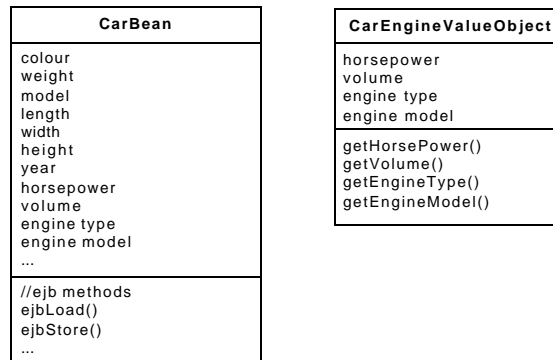 CarBean
colour
weight
model
length
width
height
year
horsepower
volume
engine type
engine model
...
//ejb methods
ejbLoad()
ejbStore()
...
CarEngineValueObject
horsepower
volume
engine type
engine model
getHorsePower()
getVolume()
getEngineType()
getEngineModel()